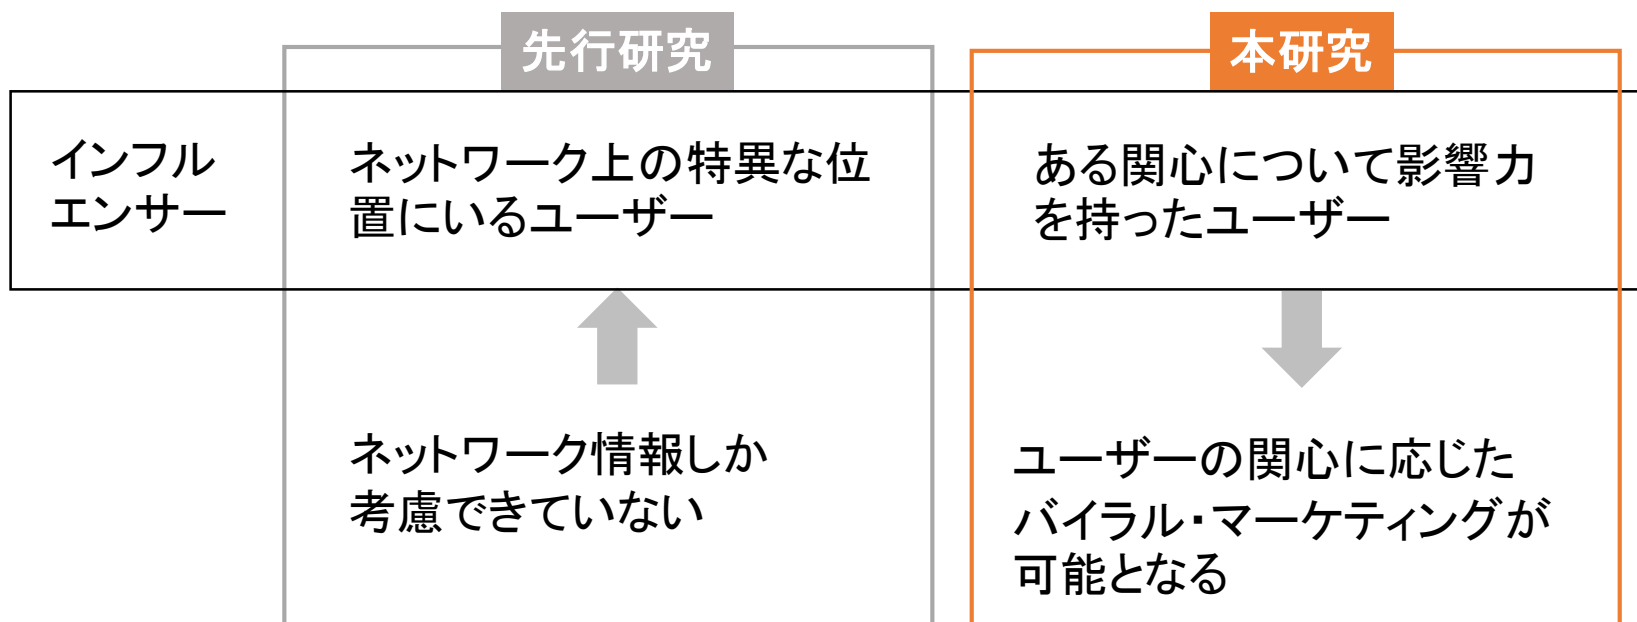 先行研究
本研究
インフル
エンサー
ネットワーク上の特異な位
置にいるユーザー
ある関心について影響力
を持ったユーザー
ネットワーク情報しか
考慮できていない
ユーザーの関心に応じた
バイラル・マーケティングが
可能となる